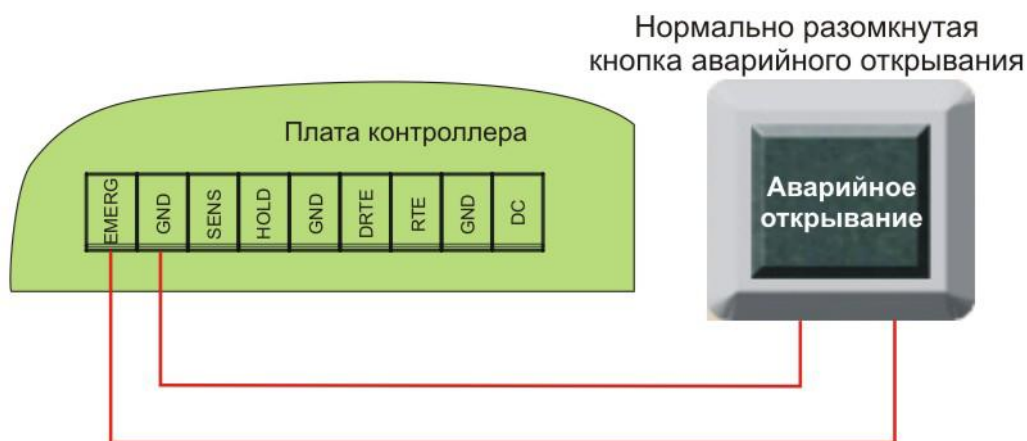 Нормально разомкнутая
кнопка аварийного открывания
Плата контроллера
EMERG
GND
SENS
HOLD
GND
DRTE
RTE
GND
DC
Аварийное
открывание